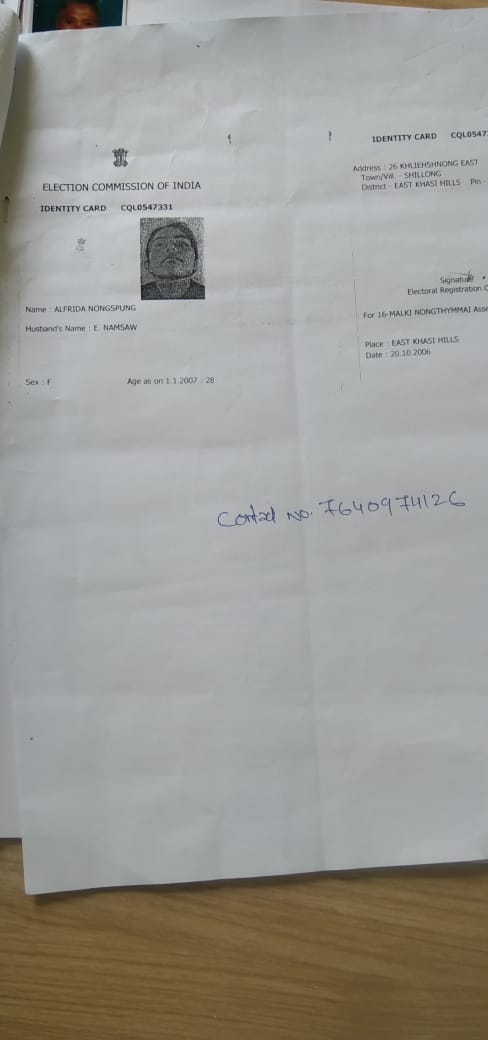 ELECTION COMMISSION OF INDIA
IDENTITY CARD CQL0547331
Name : ALFRIDA NONGSPUNG
Husband's Name : E. NAMSAW
Sex : F Age as on 1.1.2007 : 28
IDENTITY CARD CQL0547
Address : 26 KHLIEHSHNONG EAST
Town/Vill. - SHILLONG
District - EAST KHASI HILLS Pin -
Signature
Electoral Registration
For 16-MALKI NONGTHYMMAI Asse
Place : EAST KHASI HILLS
Date : 20.10.2006
Contact No. 7640974126